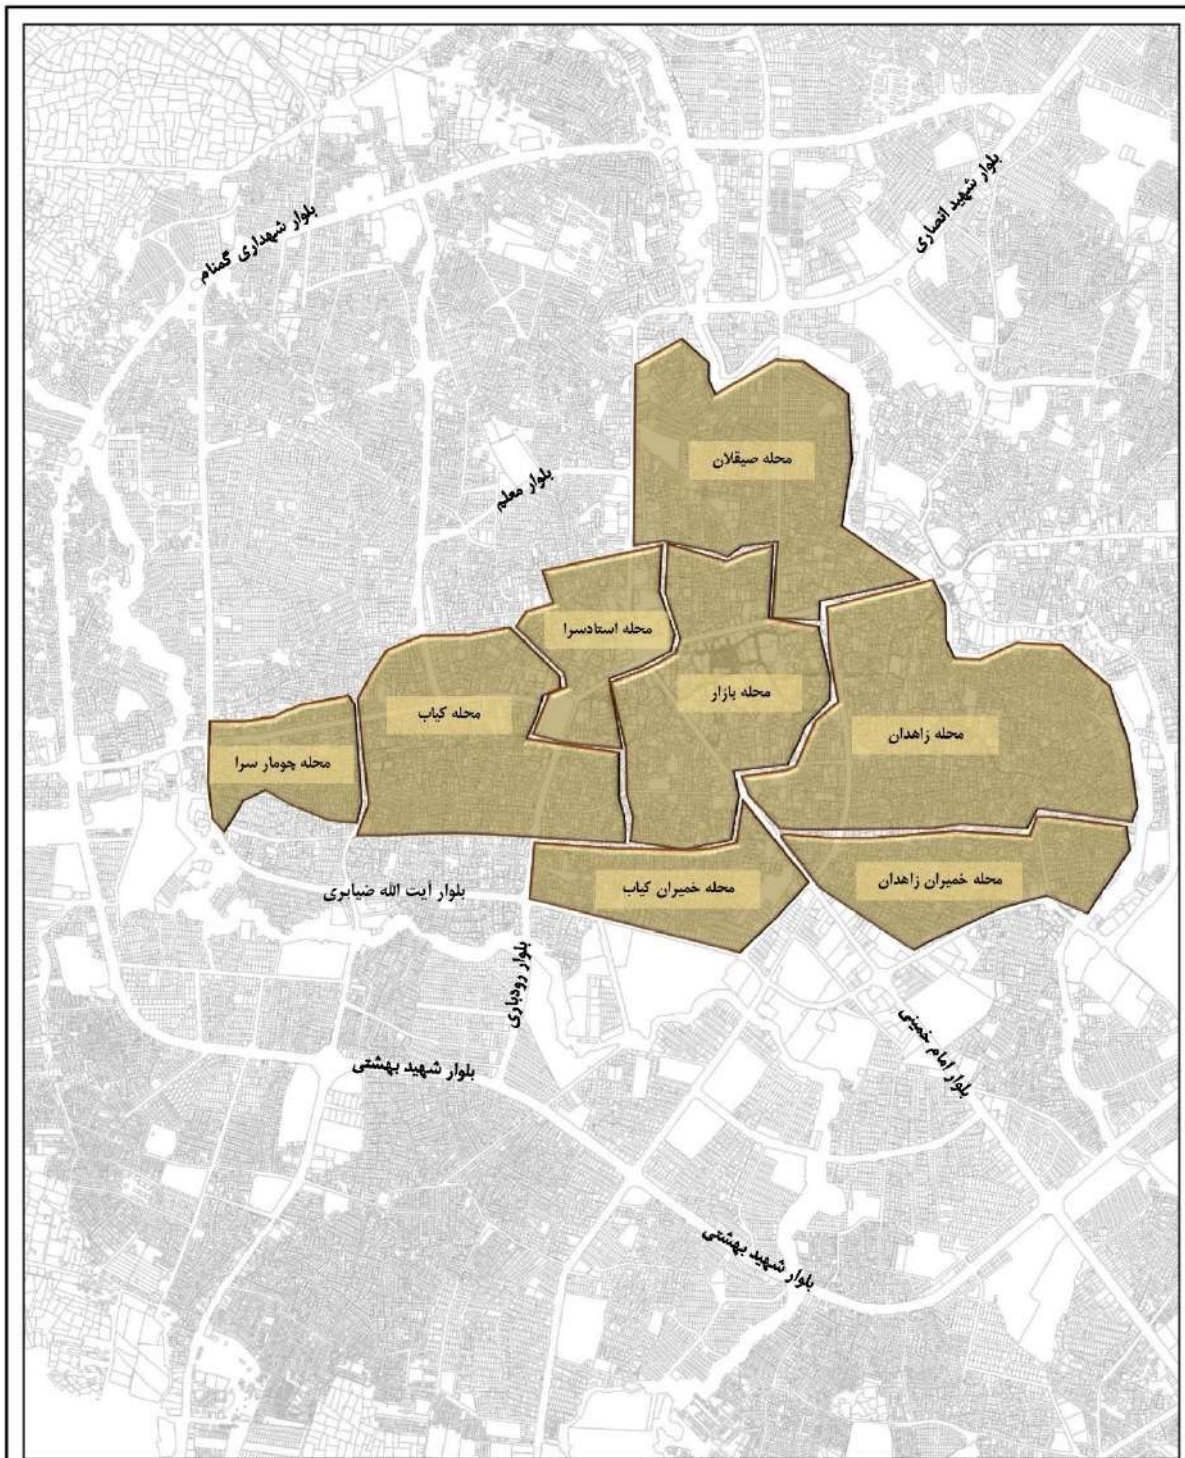 بلوار شهید انصاری
بلوار شهدای گمنام
محله صیقلان
بلوار معلم
محله استادسرا
محله بازار
محله کیاب
محله زاهدان
محله چومار سرا
محله خمیران زاهدان
محله خمیران کیاب
بلوار آیت الله ضیابری
بلوار رودباری
بلوار امام خمینی
بلوار شهید بهشتی
بلوار شهید بهشتی